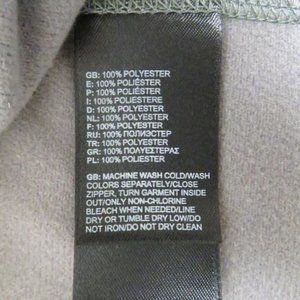 GB: 100% POLYESTER
E: 100% POLIÉSTER
P: 100% POLIÉSTER
I: 100% POLIESTERE
D: 100% POLYESTER
NL: 100% POLYESTER
F: 100% POLYESTER
RU: 100% ПОЛИЭСТЕР
TR: 100% POLYESTER
GR: 100% ΠΟΛΥΕΣΤΕΡΑΣ
PL: 100% POLYESTER
GB: MACHINE WASH COLD/WASH
COLORS SEPARATELY/CLOSE
ZIPPER, TURN GARMENT INSIDE
OUT/ONLY NON-CHLORINE
BLEACH WHEN NEEDED/LINE
DRY OR TUMBLE DRY LOW/DO
NOT IRON/DO NOT DRY CLEAN